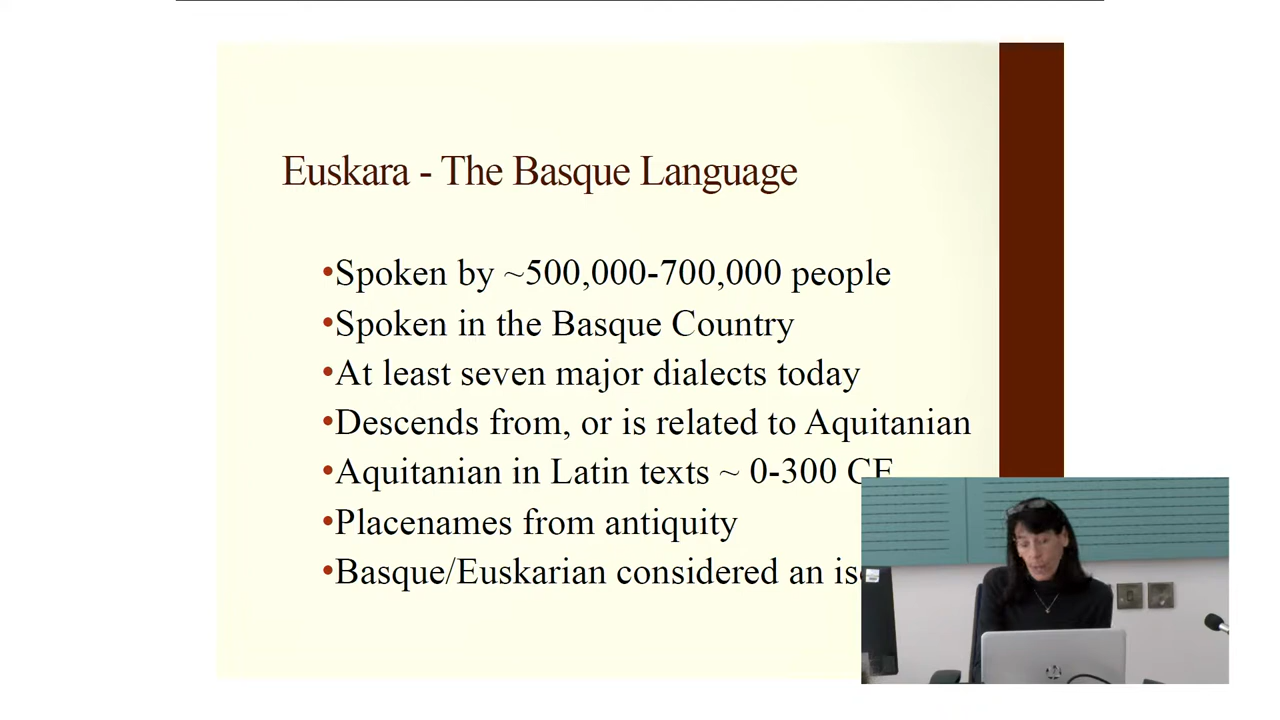 Euskara - The Basque Language
•Spoken by ~500,000-700,000 people
•Spoken in the Basque Country
•At least seven major dialects today
•Descends from, or is related to Aquitanian
•Aquitanian in Latin texts ~ 0-300 CE
•Placenames from antiquity
•Basque/Euskarian considered an